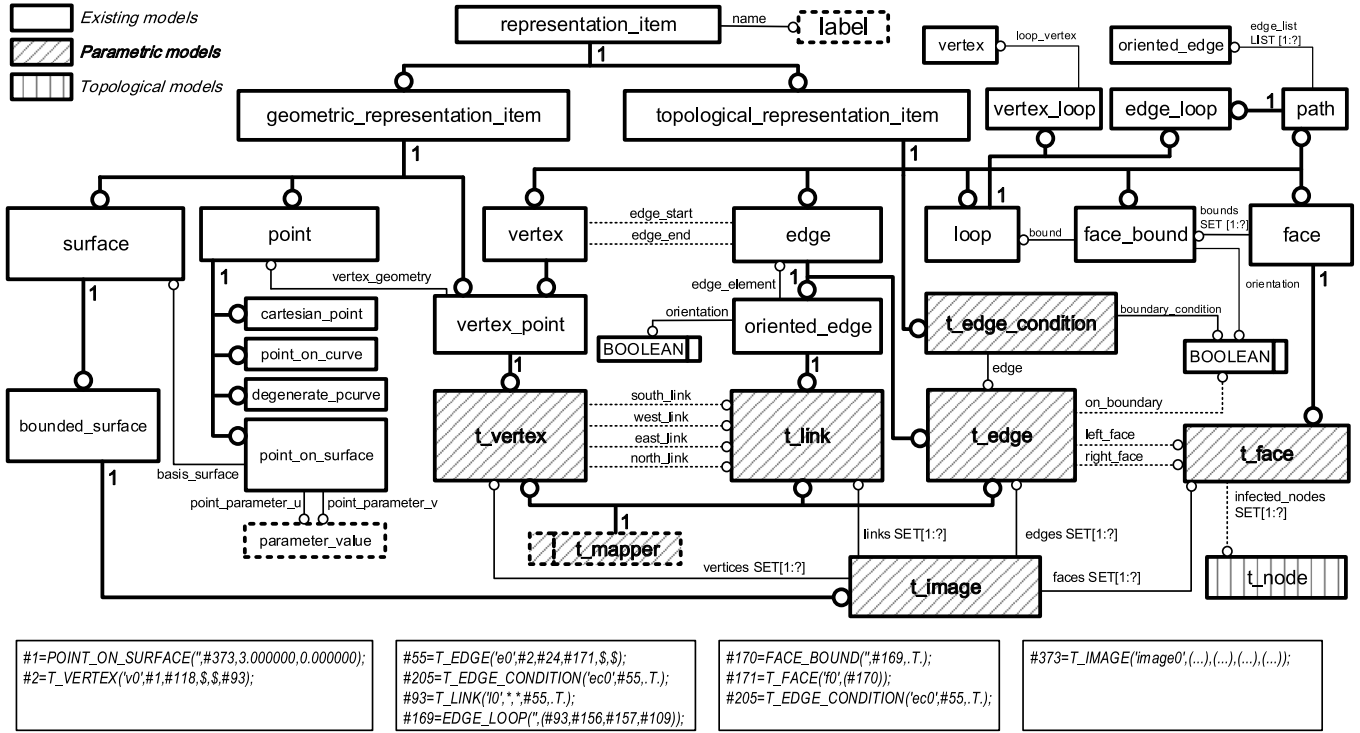 Existing models
Parametric models
Topological models
representation_item
name
label
1
vertex
loop_vertex
oriented_edge
edge_list
LIST [1:?]
geometric_representation_item
topological_representation_item
vertex_loop
edge_loop
1
path
1
1
surface
point
vertex
edge_start
edge_end
edge
loop
1
bound
face_bound
bounds
SET [1:?]
face
1
1
vertex_geometry
edge_element
1
orientation
1
cartesian_point
vertex_point
orientation
oriented_edge
t_edge_condition
boundary_condition
point_on_curve
1
BOOLEAN
1
edge
BOOLEAN
degenerate_pcurve
bounded_surface
point_on_surface
t_vertex
south_link
west_link
east_link
north_link
t_link
t_edge
on_boundary
left_face
right_face
t_face
1
basis_surface
point_parameter_u
point_parameter_v
parameter_value
1
t_mapper
links SET[1:?]
edges SET[1:?]
infected_nodes
SET[1:?]
vertices SET[1:?]
t_image
faces SET[1:?]
t_node
#1=POINT_ON_SURFACE('',#373,3.000000,0.000000);
#2=T_VERTEX('v0',#1,#118,$,$,#93);
#55=T_EDGE('e0',#2,#24,#171,$,$);
#205=T_EDGE_CONDITION('ec0',#55,.T.);
#93=T_LINK('l0',*,*,#55,.T.);
#169=EDGE_LOOP('',(#93,#156,#157,#109));
#170=FACE_BOUND('',#169,.T.);
#171=T_FACE('f0',(#170));
#205=T_EDGE_CONDITION('ec0',#55,.T.);
#373=T_IMAGE('image0',(...),(...),(...),(...));